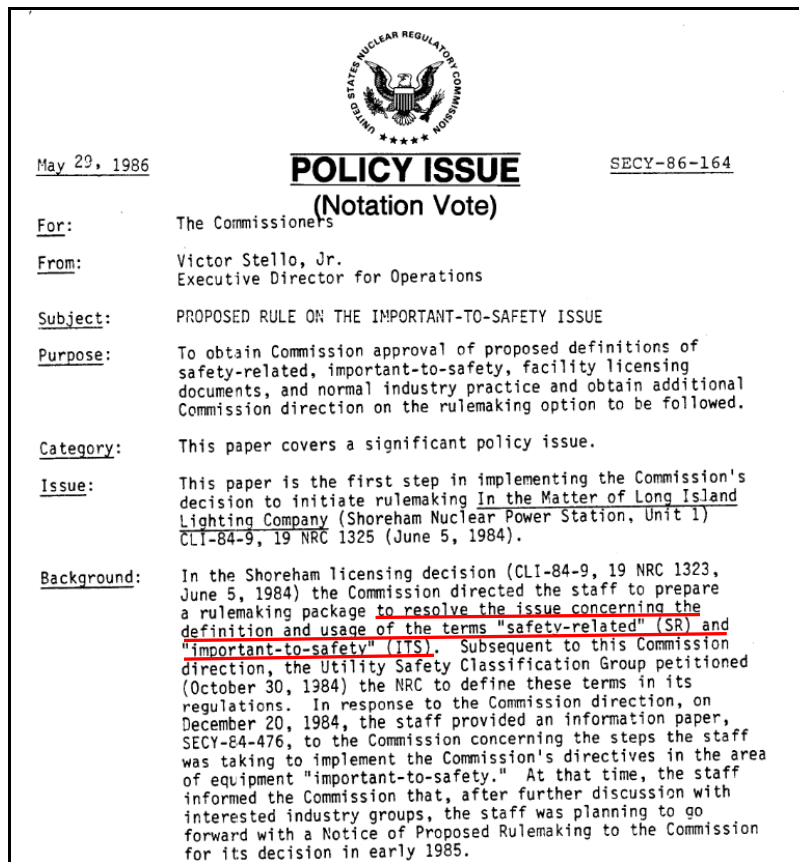 UNITED STATES NUCLEAR REGULATORY COMMISSION
May 29, 1986
POLICY ISSUE
SECY-86-164
(Notation Vote)
For: The Commissioners
From: Victor Stello, Jr.
Executive Director for Operations
Subject: PROPOSED RULE ON THE IMPORTANT-TO-SAFETY ISSUE
Purpose: To obtain Commission approval of proposed definitions of
safety-related, important-to-safety, facility licensing
documents, and normal industry practice and obtain additional
Commission direction on the rulemaking option to be followed.
Category: This paper covers a significant policy issue.
Issue: This paper is the first step in implementing the Commission's
decision to initiate rulemaking In the Matter of Long Island
Lighting Company (Shoreham Nuclear Power Station, Unit 1)
CLI-84-9, 19 NRC 1325 (June 5, 1984).
Background: In the Shoreham licensing decision (CLI-84-9, 19 NRC 1323,
June 5, 1984) the Commission directed the staff to prepare
a rulemaking package to resolve the issue concerning the
definition and usage of the terms "safety-related" (SR) and
"important-to-safety" (ITS). Subsequent to this Commission
direction, the Utility Safety Classification Group petitioned
(October 30, 1984) the NRC to define these terms in its
regulations. In response to the Commission direction, on
December 20, 1984, the staff provided an information paper,
SECY-84-476, to the Commission concerning the steps the staff
was taking to implement the Commission's directives in the area
of equipment "important-to-safety." At that time, the staff
informed the Commission that, after further discussion with
interested industry groups, the staff was planning to go
forward with a Notice of Proposed Rulemaking to the Commission
for its decision in early 1985.